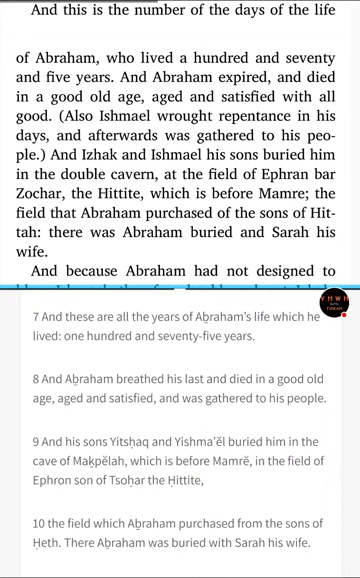 And this is the number of the days of the life
of Abraham, who lived a hundred and seventy
and five years. And Abraham expired, and died
in a good old age, aged and satisfied with all
good. (Also Ishmael wrought repentance in his
days, and afterwards was gathered to his peo-
ple.) And Izhak and Ishmael his sons buried him
in the double cavern, at the field of Ephran bar
Zochar, the Hittite, which is before Mamre; the
field that Abraham purchased of the sons of Hit-
tah: there was Abraham buried and Sarah his
wife.
And because Abraham had not designed to
YHWH
TORAH
7 And these are all the years of Aḇraham’s life which he
lived: one hundred and seventy-five years.
8 And Aḇraham breathed his last and died in a good old
age, aged and satisfied, and was gathered to his people.
9 And his sons Yitsḥaq and Yishma’ĕl buried him in the
cave of Maḵpĕlah, which is before Mamrĕ, in the field of
Ephron son of Tsoḥar the Ḥittite,
10 the field which Aḇraham purchased from the sons of
Ḥeth. There Aḇraham was buried with Sarah his wife.